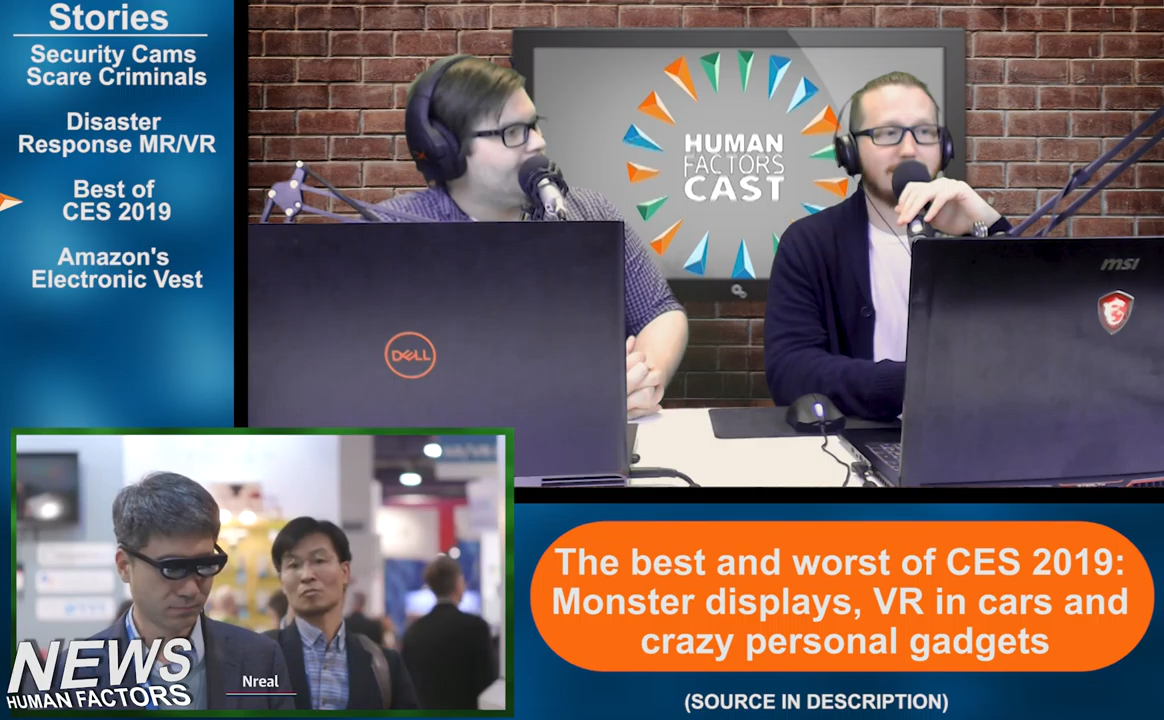 Stories
Security Cams
Scare Criminals
Disaster
Response MR/VR
Best of
CES 2019
Amazon's
Electronic Vest
HUMAN
FACTORS
CAST
msi
DELL
NEWS
HUMAN FACTORS
Nreal
The best and worst of CES 2019:
Monster displays, VR in cars and
crazy personal gadgets
(SOURCE IN DESCRIPTION)